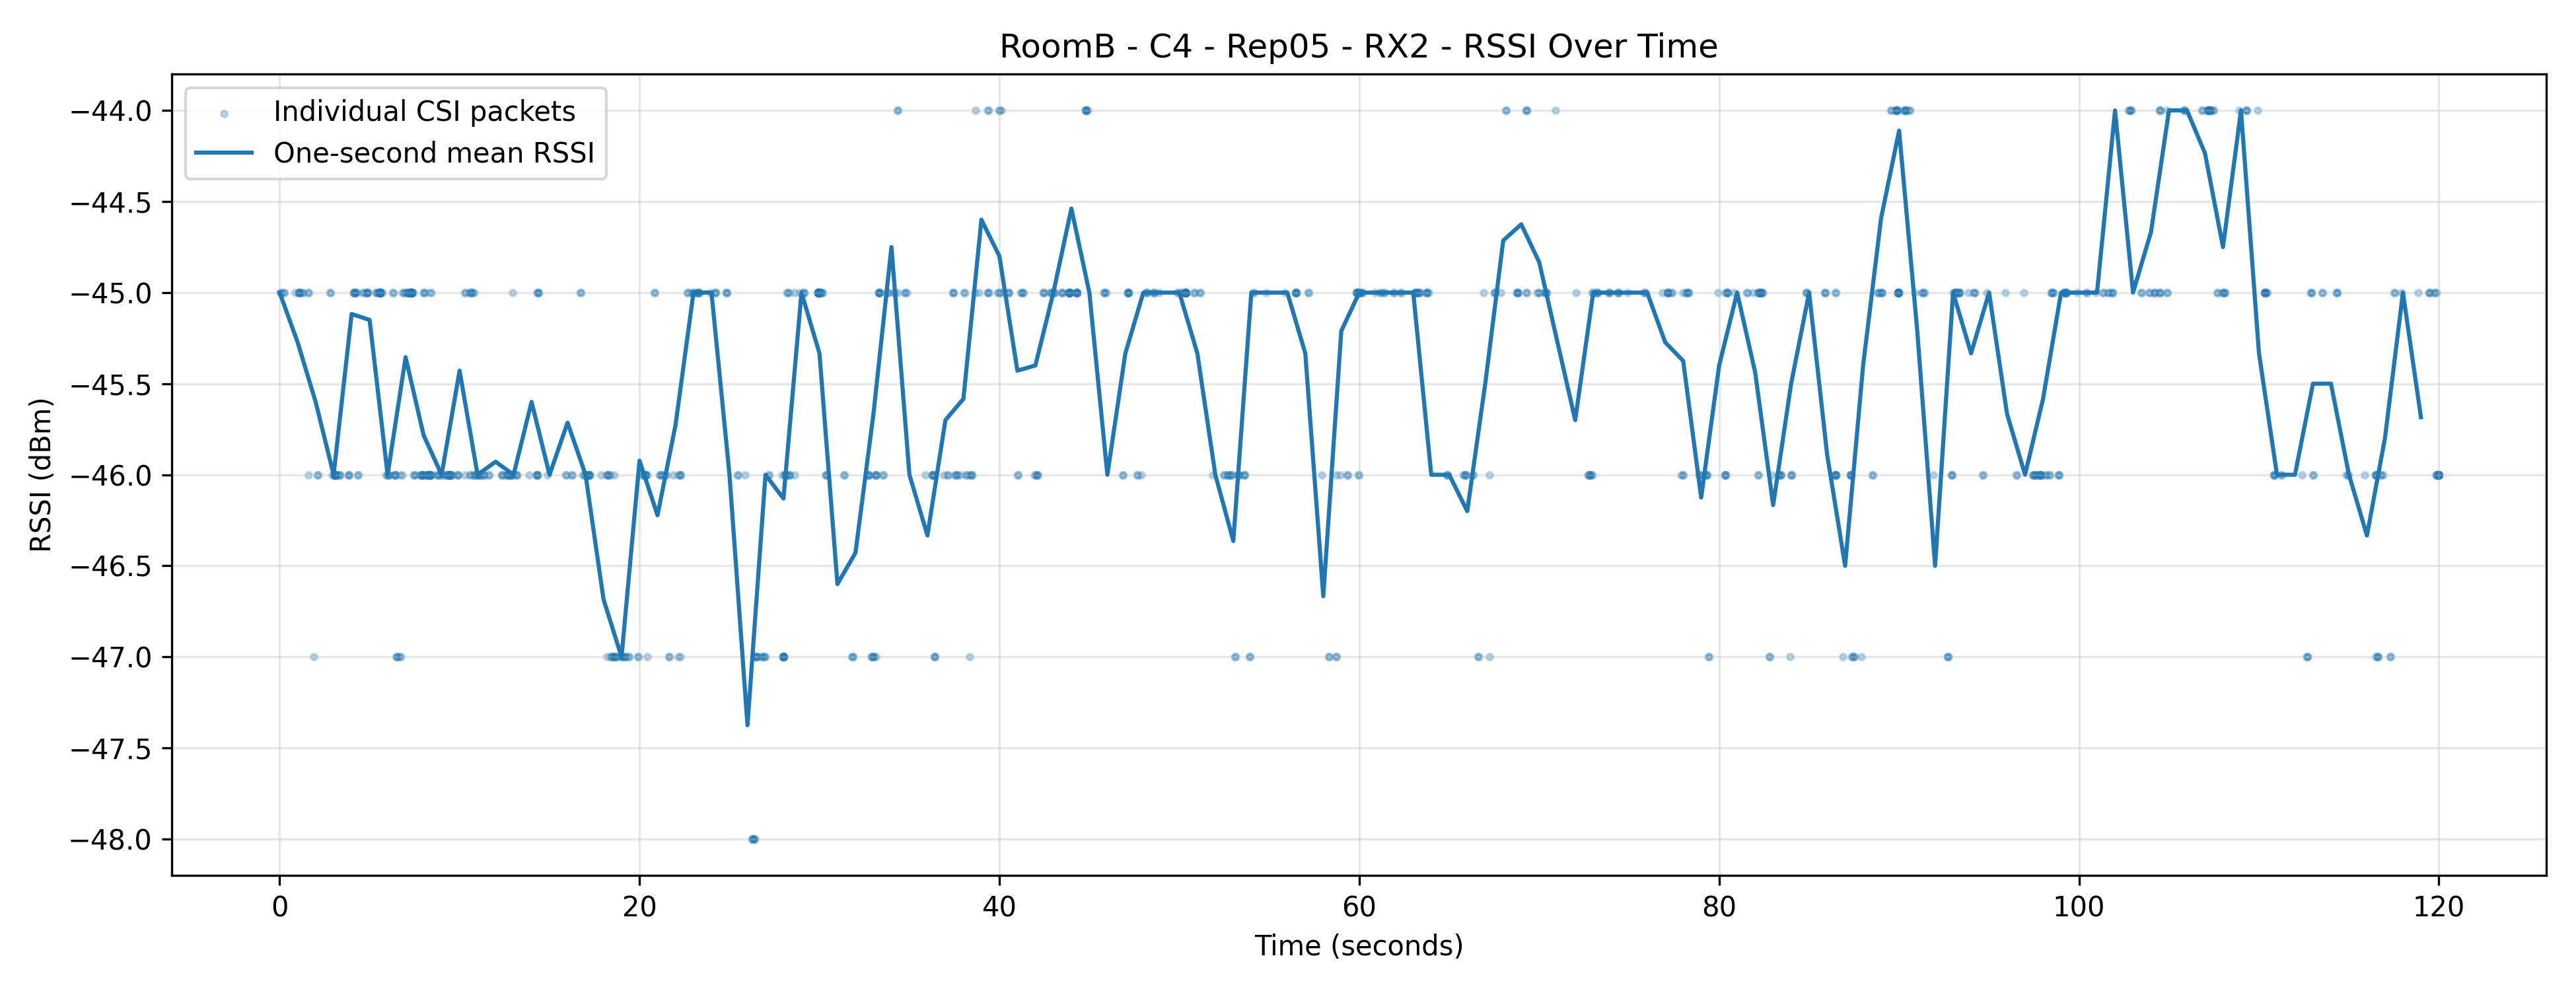 RoomB - C4 - Rep05 - RX2 - RSSI Over Time
Individual CSI packets
One-second mean RSSI
RSSI (dBm)
−44.0
−44.5
−45.0
−45.5
−46.0
−46.5
−47.0
−47.5
−48.0
0 20 40 60 80 100 120
Time (seconds)